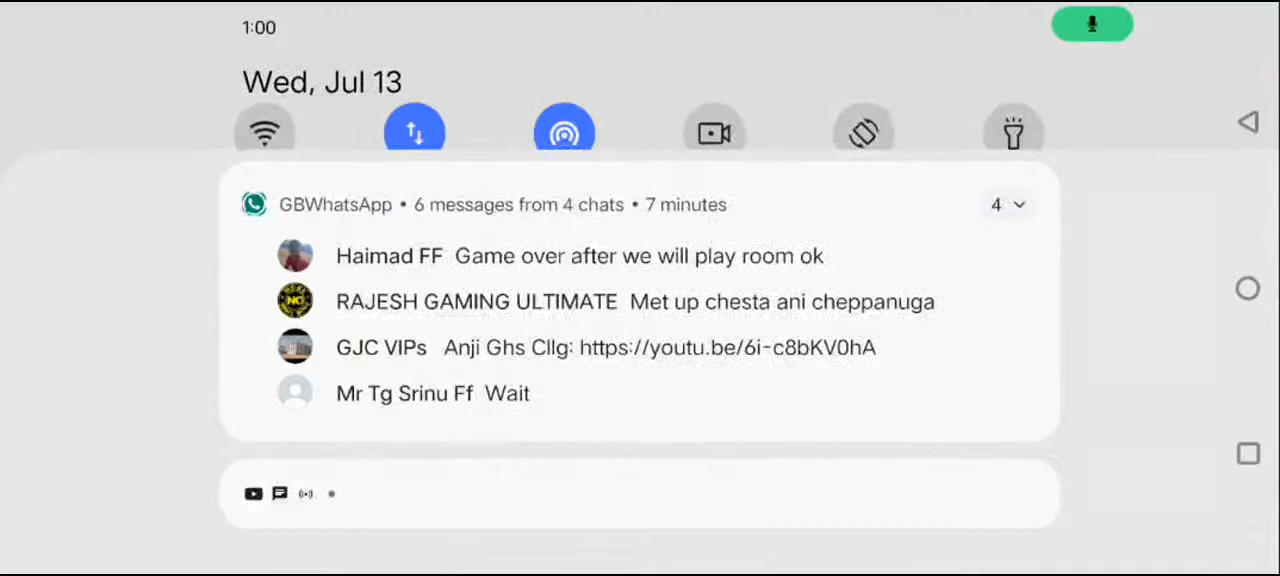 1:00
Wed, Jul 13
GBWhatsApp • 6 messages from 4 chats • 7 minutes
4
Haimad FF Game over after we will play room ok
RAJESH GAMING ULTIMATE Met up chesta ani cheppanuga
GJC VIPs Anji Ghs Cllg: https://youtu.be/6i-c8bKV0hA
Mr Tg Srinu Ff Wait